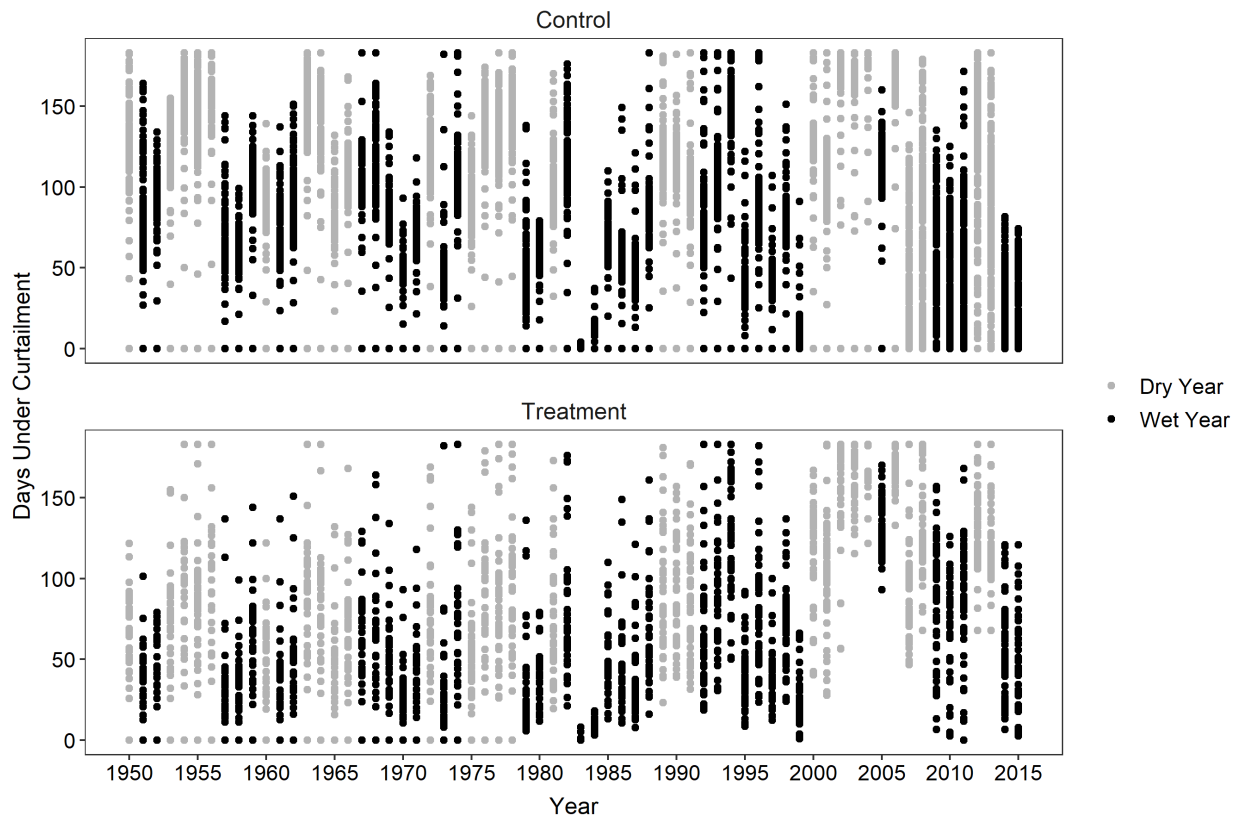 Control
150
100
50
0
Treatment
150
100
50
0
Days Under Curtailment
1950 1955 1960 1965 1970 1975 1980 1985 1990 1995 2000 2005 2010 2015
Year
Dry Year
Wet Year